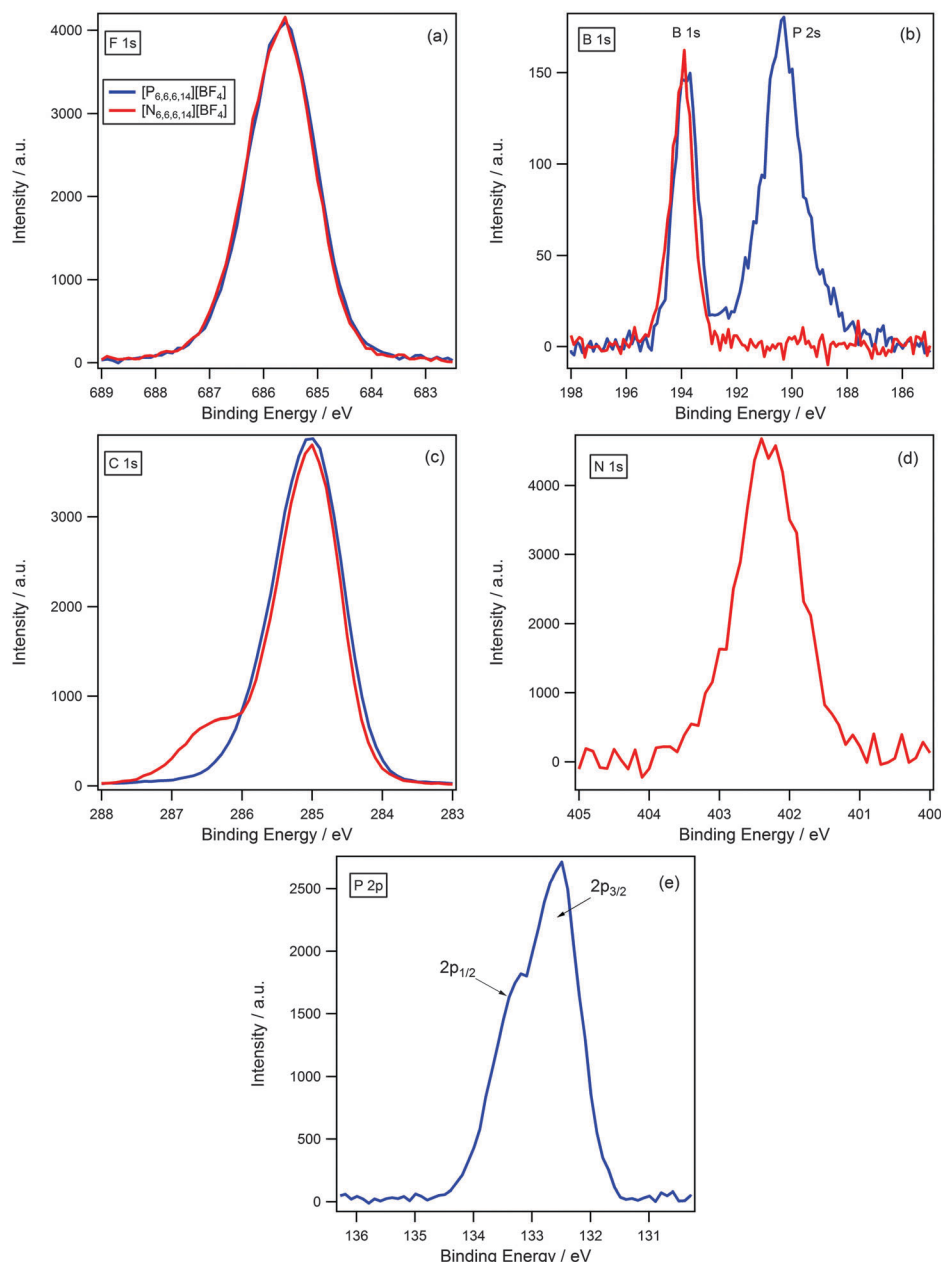 F 1s
(a)
[P6,6,6,14][BF4]
[N6,6,6,14][BF4]
4000
3000
2000
1000
0
Intensity / a.u.
689 688 687 686 685 684 683
Binding Energy / eV
B 1s
B 1s
P 2s
(b)
150
100
50
0
Intensity / a.u.
198 196 194 192 190 188 186
Binding Energy / eV
C 1s
(c)
3000
2000
1000
0
Intensity / a.u.
288 287 286 285 284 283
Binding Energy / eV
N 1s
(d)
4000
3000
2000
1000
0
Intensity / a.u.
405 404 403 402 401 400
Binding Energy / eV
P 2p
(e)
2p3/2
2p1/2
2500
2000
1500
1000
500
0
Intensity / a.u.
136 135 134 133 132 131
Binding Energy / eV